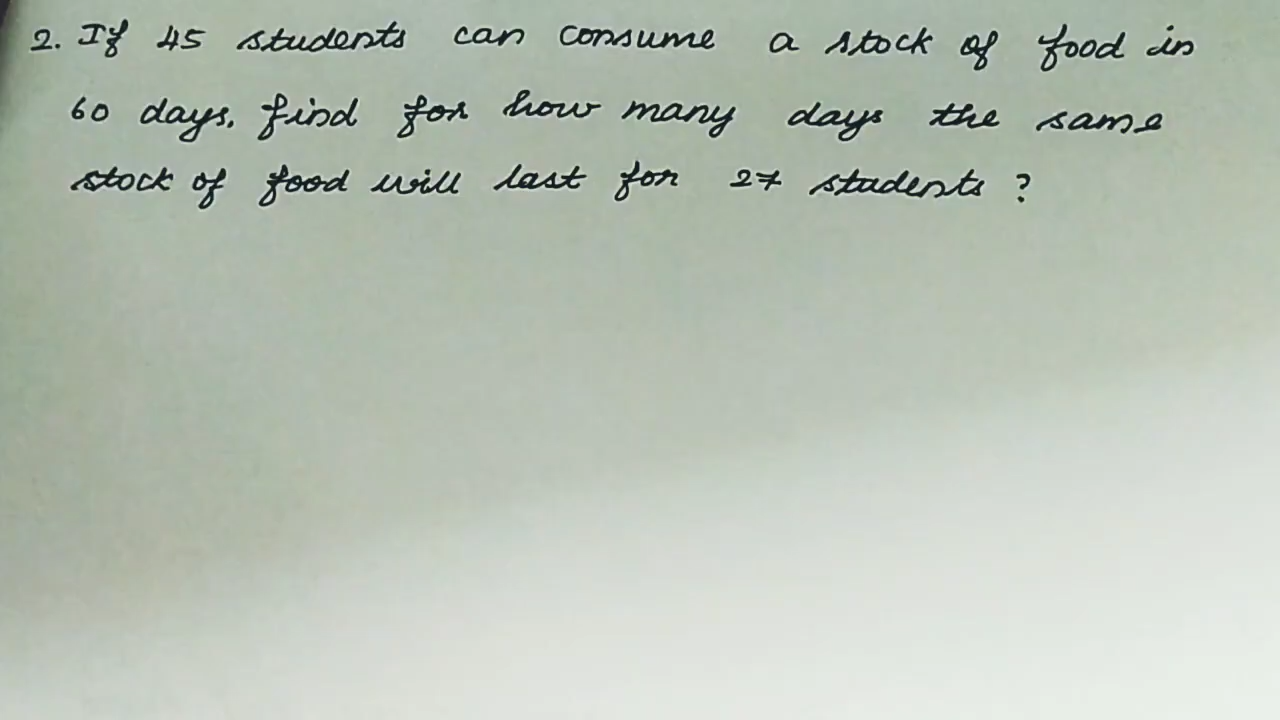 2. If 45 students can consume a stock of food in
60 days. find for how many days the same
stock of food will last for 27 students ?